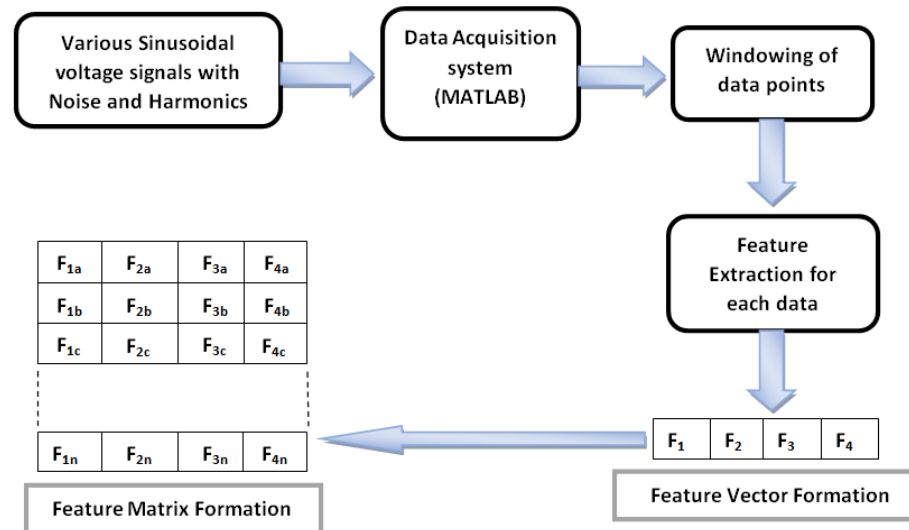 Various Sinusoidal
voltage signals with
Noise and Harmonics
Data Acquisition
system
(MATLAB)
Windowing of
data points
Feature
Extraction for
each data
F1 F2 F3 F4
Feature Vector Formation
F1a F2a F3a F4a
F1b F2b F3b F4b
F1c F2c F3c F4c
F1n F2n F3n F4n
Feature Matrix Formation